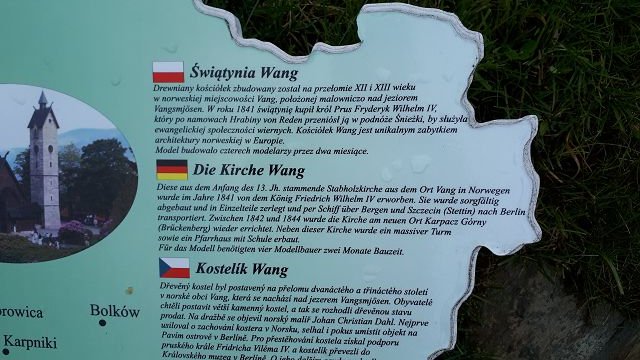 Świątynia Wang
Drewniany kościółek zbudowany został na przełomie XII i XIII wieku
w norweskiej miejscowości Vang, położonej malowniczo nad jeziorem
Vangsmjösen. W roku 1841 świątynię kupił król Prus Fryderyk Wilhelm IV,
który po namowach Hrabiny von Reden przeniósł ją w podnóże Śnieżki, by służyła
ewangelickiej społeczności wiernych. Kościółek Wang jest unikalnym zabytkiem
architektury norweskiej w Europie.
Model budowało czterech modelarzy przez dwa miesiące.
Die Kirche Wang
Diese aus dem Anfang des 13. Jh. stammende Stabholzkirche aus dem Ort Vang in Norwegen
wurde im Jahre 1841 von dem König Friedrich Wilhelm IV erworben. Sie wurde sorgfältig
abgebaut und in Einzelteile zerlegt und per Schiff über Bergen und Szczecin (Stettin) nach Berlin
transportiert. Zwischen 1842 und 1844 wurde die Kirche am neuen Ort Karpacz Górny
(Brückenberg) wieder errichtet. Neben dieser Kirche wurde ein massiver Turm
sowie ein Pfarrhaus mit Schule erbaut.
Für das Modell benötigten vier Modellbauer zwei Monate Bauzeit.
Kostelík Wang
Dřevěný kostel byl postavený na přelomu dvanáctého a třináctého století
v norské obci Vang, která se nachází nad jezerem Vangsmjösen. Obyvatelé
chtěli postavit větší kamenný kostel, a tak se rozhodli dřevěnou stavu
prodat. Na dražbě se objevil norský malíř Johan Christian Dahl. Nejprve
usiloval o zachování kostera v Norsku, selhal i pokus umístit objekt na
Pavím ostrově v Berlíně. Pro přestěhování kostela získal podporu
pruského krále Fridricha Viléma IV. a kostelík převezli do
Královského muzea v Berlíně. O jeho
orowica
Bolków
Karpniki